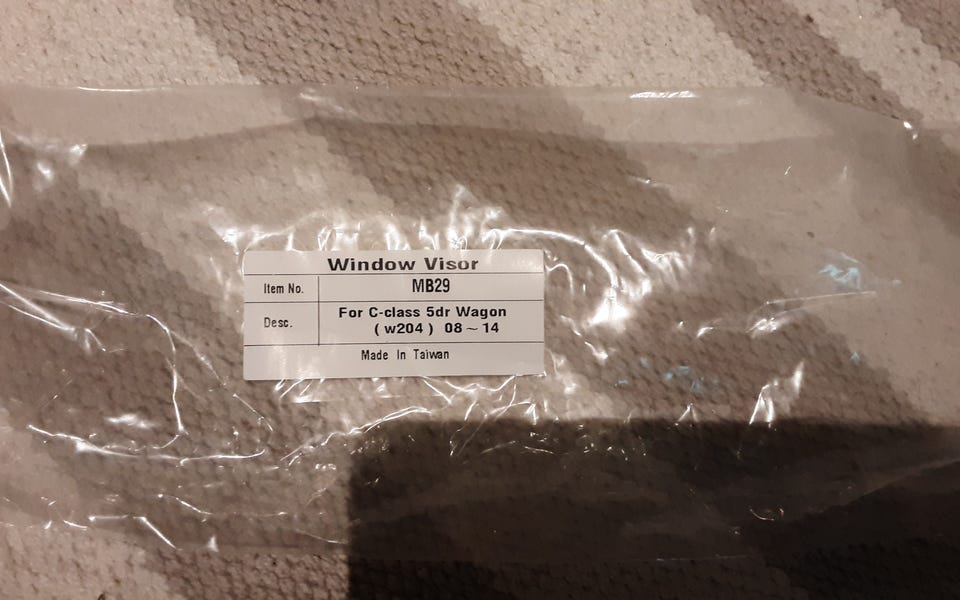 Window Visor
Item No. MB29
Desc. For C-class 5dr Wagon
( w204 ) 08 ~ 14
Made In Taiwan